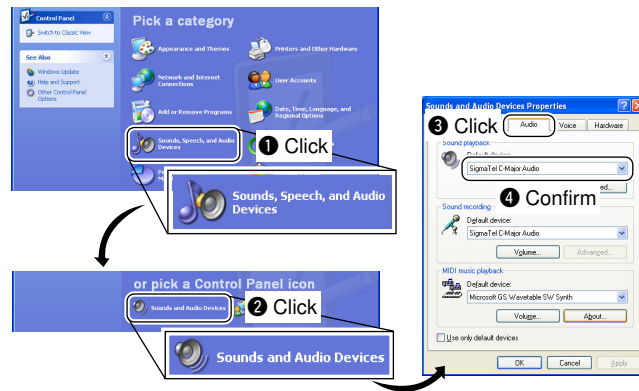 Control Panel
Switch to Classic View
See Also
Windows Update
Help and Support
Other Control Panel
Options
Pick a category
Appearance and Themes
Printers and Other Hardware
Network and Internet
Connections
User Accounts
Add or Remove Programs
Date, Time, Language, and
Regional Options
Sounds, Speech, and Audio
Devices
❶ Click
Sounds, Speech, and Audio
Devices
or pick a Control Panel icon
Sounds and Audio Devices
❷ Click
Sounds and Audio Devices
Sounds and Audio Devices Properties
❸ Click
Audio
Voice
Hardware
Sound playback
Default device:
SigmaTel C-Major Audio
❹ Confirm
Sound recording
Default device:
SigmaTel C-Major Audio
Volume...
Advanced...
MIDI music playback
Default device:
Microsoft GS Wavetable SW Synth
Volume...
About...
Use only default devices
OK
Cancel
Apply